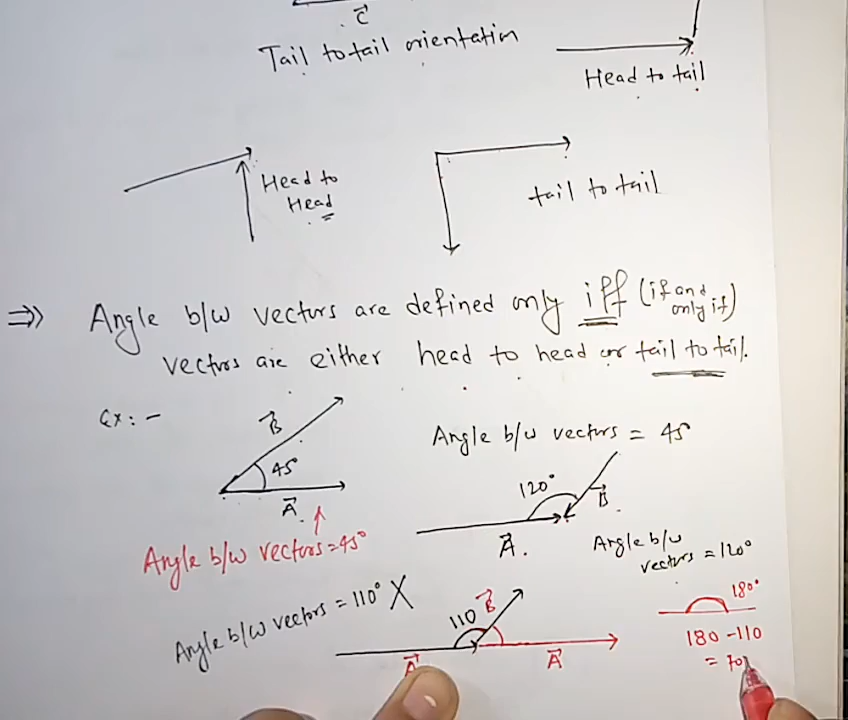 C
Tail to tail orientation
Head to tail
Head to
Head
tail to tail
⇒ Angle b/w vectors are defined only iff (if and
only if)
vectors are either head to head or tail to tail.
Ex: -
B
45°
A
Angle b/w vectors = 45°
Angle b/w vectors = 45
120°
B
A.
Angle b/w
vectors = 120°
Angle b/w vectors = 110° X
110
B
A
A
180°
180 - 110
= 70